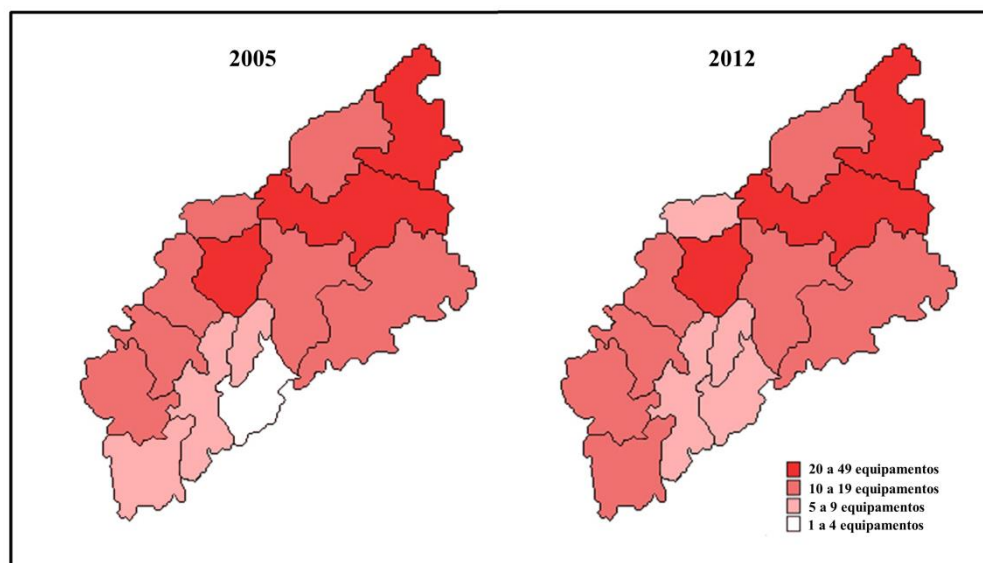 2005
2012
20 a 49 equipamentos
10 a 19 equipamentos
5 a 9 equipamentos
1 a 4 equipamentos